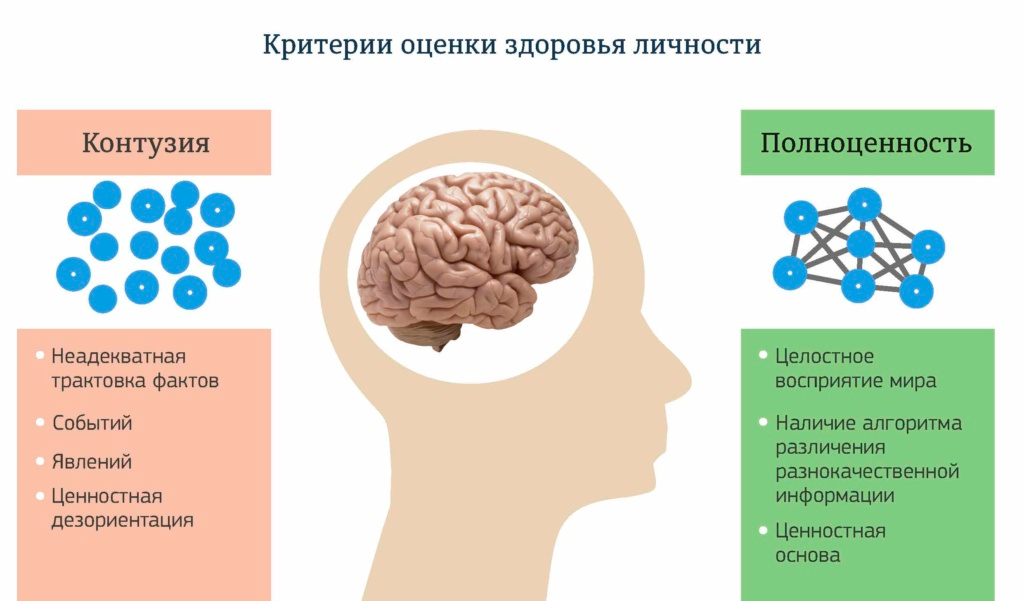 Критерии оценки здоровья личности
Контузия
Неадекватная
трактовка фактов
Событий
Явлений
Ценностная
дезориентация
Полноценность
Целостное
восприятие мира
Наличие алгоритма
различения
разнокачественной
информации
Ценностная
основа